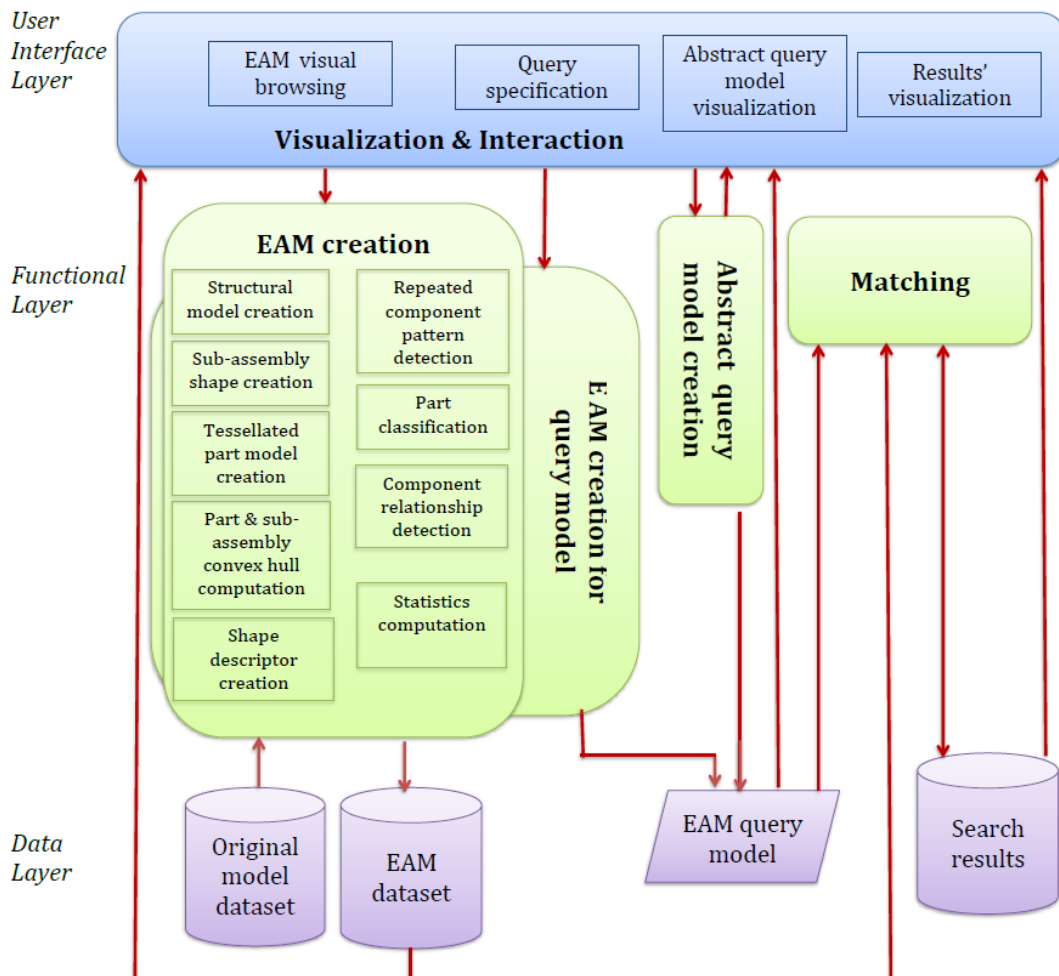 User
Interface
Layer
EAM visual
browsing
Query
specification
Abstract query
model
visualization
Results'
visualization
Visualization & Interaction
Functional
Layer
EAM creation
Structural
model creation
Sub-assembly
shape creation
Tessellated
part model
creation
Part & sub-
assembly
convex hull
computation
Shape
descriptor
creation
Repeated
component
pattern
detection
Part
classification
Component
relationship
detection
Statistics
computation
E AM creation for
query model
Abstract query
model creation
Matching
Data
Layer
Original
model
dataset
EAM
dataset
EAM query
model
Search
results